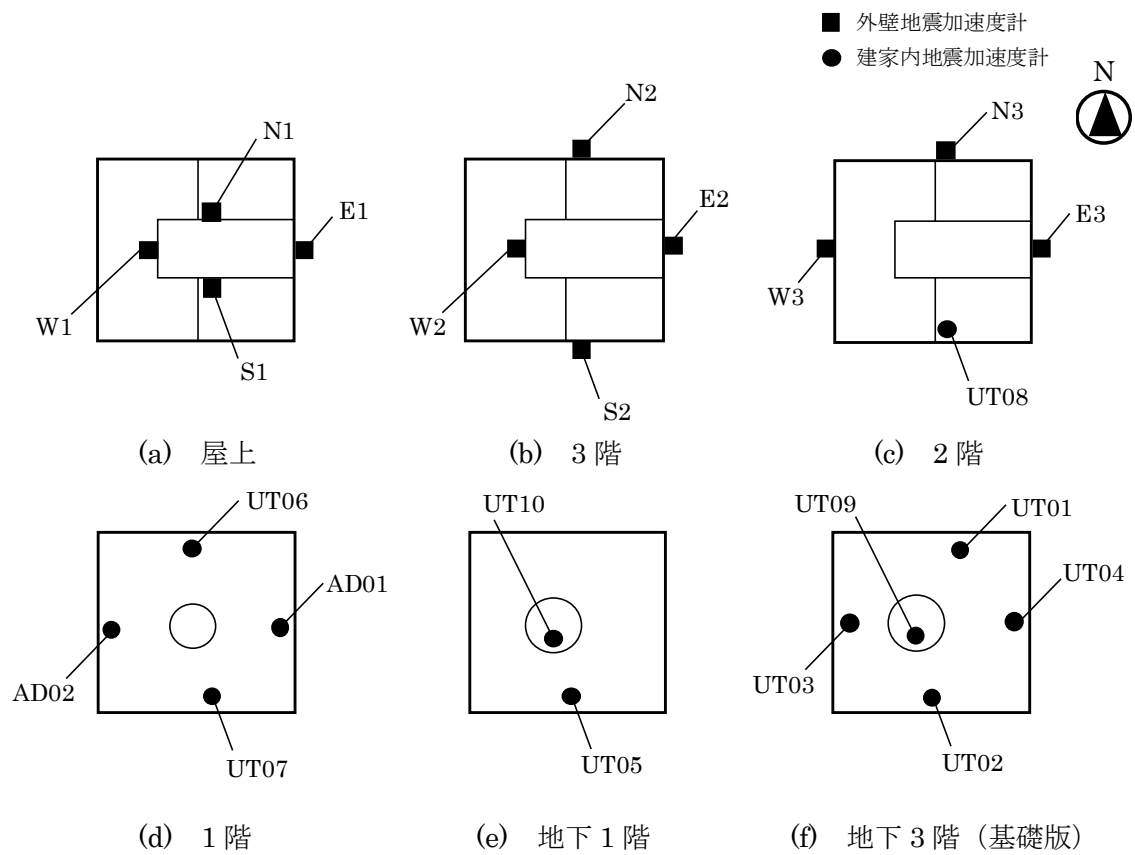 外壁地震加速度計
建家内地震加速度計
N
N1
E1
W1
S1
N2
E2
W2
S2
N3
E3
W3
UT08
(a) 屋上
(b) 3 階
(c) 2 階
UT06
AD01
AD02
UT07
UT10
UT05
UT09
UT01
UT04
UT03
UT02
(d) 1 階
(e) 地下 1 階
(f) 地下 3 階（基礎版）